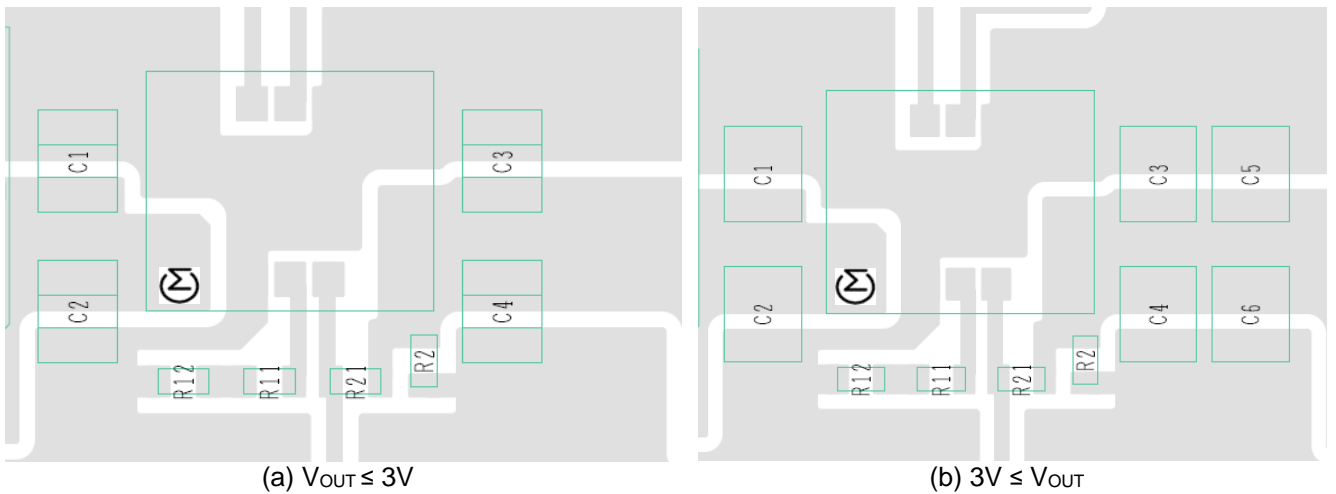 C1
C3
C2
C4
R12
R11
R21
R2
(a) VOUT ≤ 3V
C1
C3
C5
C2
C4
C6
R12
R11
R21
R2
(b) 3V ≤ VOUT